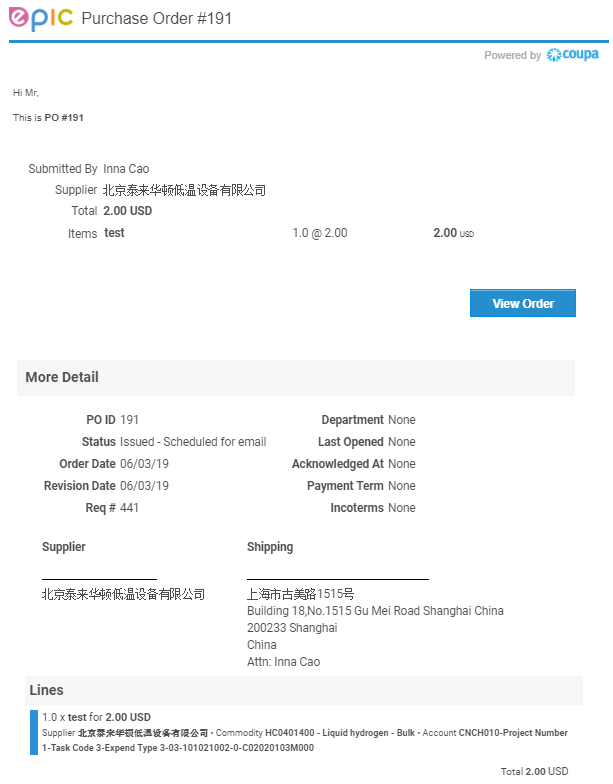 epic Purchase Order #191
Powered by coupa
Hi Mr,
This is PO #191
Submitted By Inna Cao
Supplier 北京泰来华顿低温设备有限公司
Total 2.00 USD
Items test 1.0 @ 2.00 2.00 USD
View Order
More Detail
PO ID 191 Department None
Status Issued - Scheduled for email Last Opened None
Order Date 06/03/19 Acknowledged At None
Revision Date 06/03/19 Payment Term None
Req # 441 Incoterms None
Supplier Shipping
北京泰来华顿低温设备有限公司 上海市古美路1515号
Building 18,No.1515 Gu Mei Road Shanghai China
200233 Shanghai
China
Attn: Inna Cao
Lines
1.0 x test for 2.00 USD
Supplier 北京泰来华顿低温设备有限公司 • Commodity HC0401400 - Liquid hydrogen - Bulk • Account CNCH010-Project Number
1-Task Code 3-Expend Type 3-03-101021002-0-C02020103M000
Total 2.00 USD